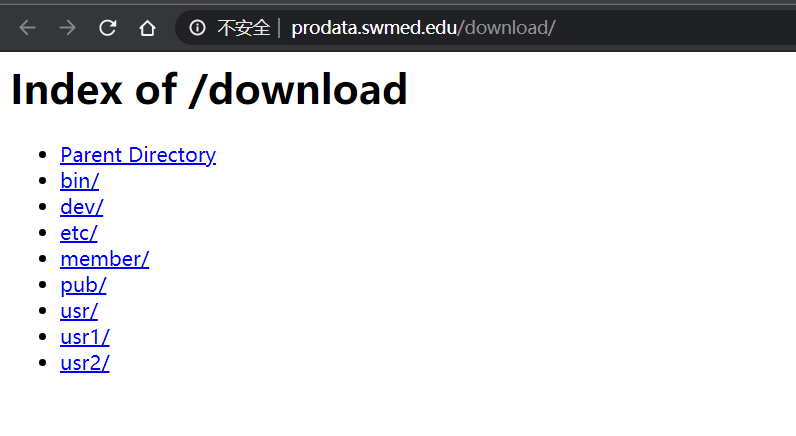 不安全 | prodata.swmed.edu/download/
Index of /download
Parent Directory
bin/
dev/
etc/
member/
pub/
usr/
usr1/
usr2/